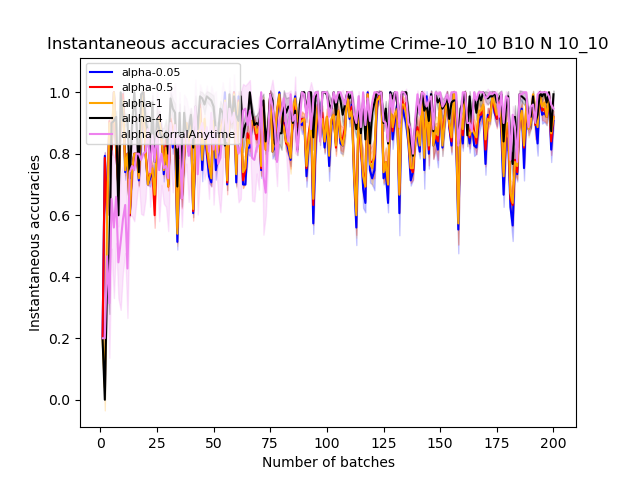 Instantaneous accuracies CorralAnytime Crime-10_10 B10 N 10_10
alpha-0.05
alpha-0.5
alpha-1
alpha-4
alpha CorralAnytime
Instantaneous accuracies
1.0
0.8
0.6
0.4
0.2
0.0
0
25
50
75
100
125
150
175
200
Number of batches